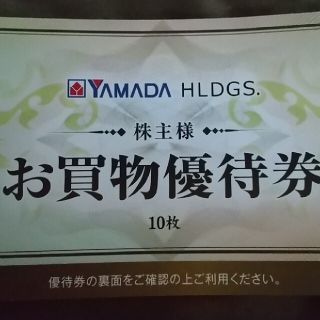 YAMADA HLDGS.
株主様
お買物優待券
10枚
優待券の裏面をご確認の上ご利用ください。